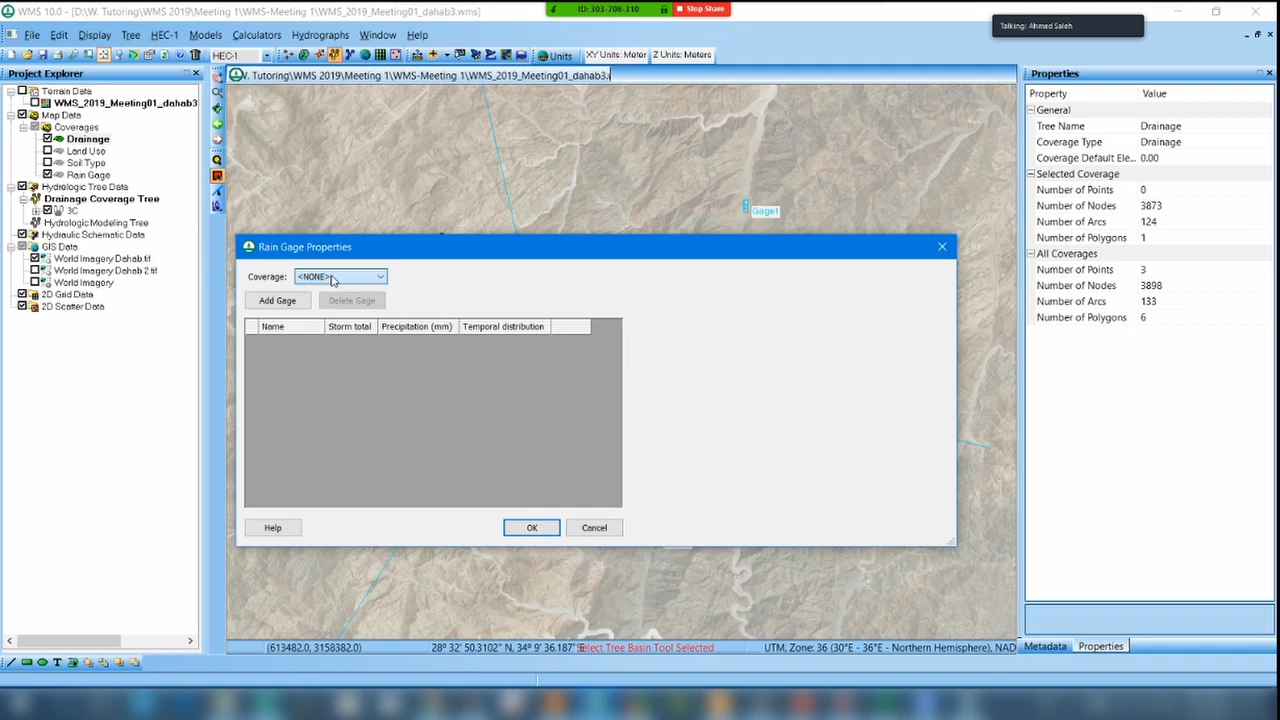 WMS 10.0 - [D:\W. Tutoring\WMS 2019\Meeting 1\WMS-Meeting 1\WMS_2019_Meeting01_dahab3.wms]
ID: 303-708-310
Stop Share
Talking: Ahmed Saleh
File Edit Display Tree HEC-1 Models Calculators Hydrographs Window Help
HEC-1
Units
XY Units: Meter
Z Units: Meters
Project Explorer
Terrain Data
WMS_2019_Meeting01_dahab3
Map Data
Coverages
Drainage
Land Use
Soil Type
Rain Gage
Hydrologic Tree Data
Drainage Coverage Tree
3C
Hydrologic Modeling Tree
Hydraulic Schematic Data
GIS Data
World Imagery Dahab.tif
World Imagery Dahab 2.tif
World Imagery
2D Grid Data
2D Scatter Data
W. Tutoring\WMS 2019\Meeting 1\WMS-Meeting 1\WMS_2019_Meeting01_dahab3.w
Gage1
Rain Gage Properties
Coverage: <NONE>
Add Gage
Delete Gage
Name
Storm total
Precipitation (mm)
Temporal distribution
Help
OK
Cancel
(613482.0, 3158382.0)
28° 32' 50.3102" N, 34° 9' 36.187" E
Select Tree Basin Tool Selected
UTM, Zone: 36 (30°E - 36°E - Northern Hemisphere), NAD
Properties
Property Value
General
Tree Name Drainage
Coverage Type Drainage
Coverage Default Ele... 0.00
Selected Coverage
Number of Points 0
Number of Nodes 3873
Number of Arcs 124
Number of Polygons 1
All Coverages
Number of Points 3
Number of Nodes 3898
Number of Arcs 133
Number of Polygons 6
Metadata
Properties